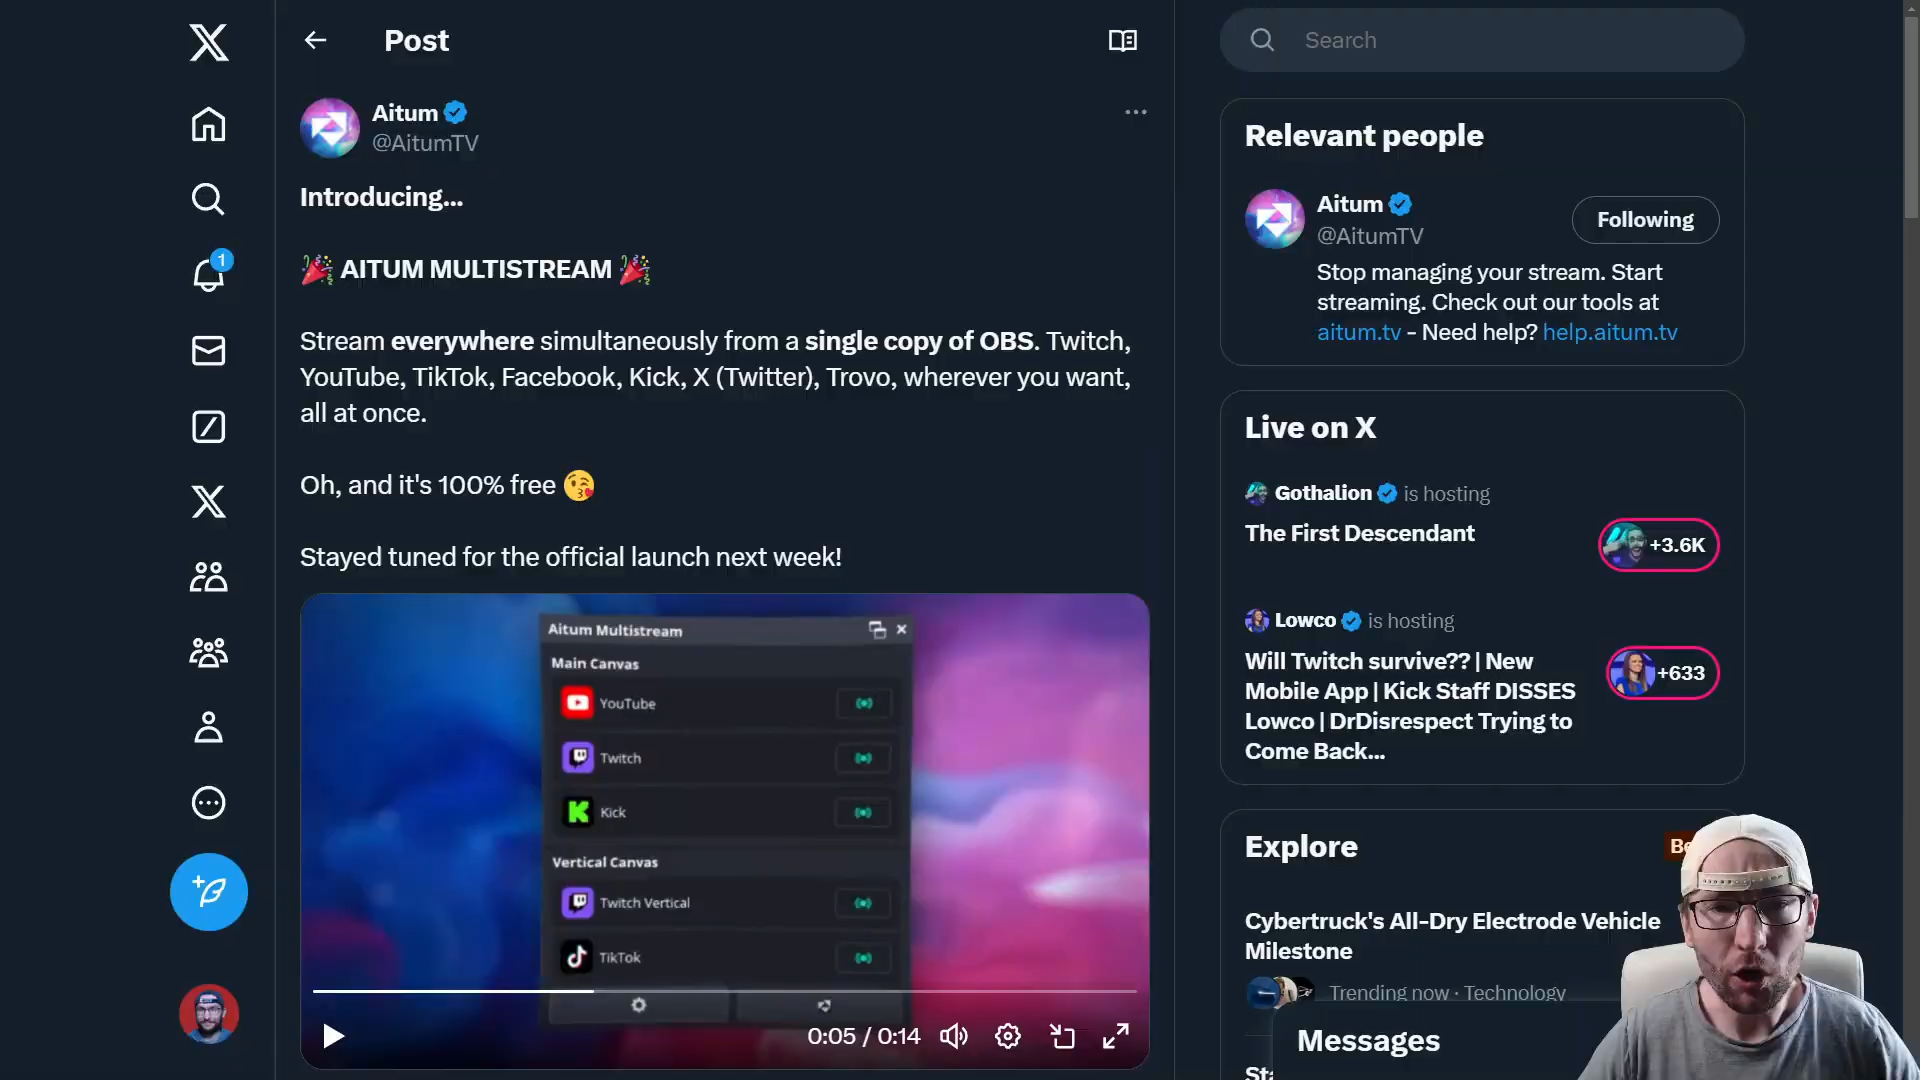 Post
Search
Aitum
@AitumTV
Introducing...
🎉 AITUM MULTISTREAM 🎉
Stream everywhere simultaneously from a single copy of OBS. Twitch,
YouTube, TikTok, Facebook, Kick, X (Twitter), Trovo, wherever you want,
all at once.
Oh, and it's 100% free 😘
Stayed tuned for the official launch next week!
Aitum Multistream
Main Canvas
YouTube
Twitch
Kick
Vertical Canvas
Twitch Vertical
TikTok
0:05 / 0:14
1
Relevant people
Aitum
@AitumTV
Following
Stop managing your stream. Start
streaming. Check out our tools at
aitum.tv - Need help? help.aitum.tv
Live on X
Gothalion is hosting
The First Descendant
+3.6K
Lowco is hosting
Will Twitch survive?? | New
Mobile App | Kick Staff DISSES
Lowco | DrDisrespect Trying to
Come Back...
+633
Explore
Cybertruck's All-Dry Electrode Vehicle
Milestone
Trending now · Technology
Messages